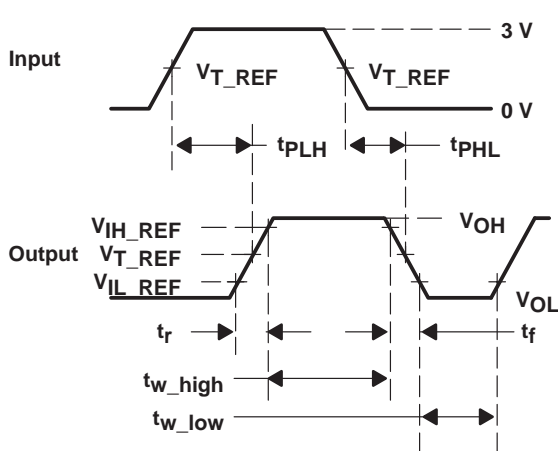 3 V
Input
VT_REF VT_REF
0 V
tPLH tPHL
VIH_REF VOH
Output VT_REF
VIL_REF
VOL
tr tf
tw_high
tw_low